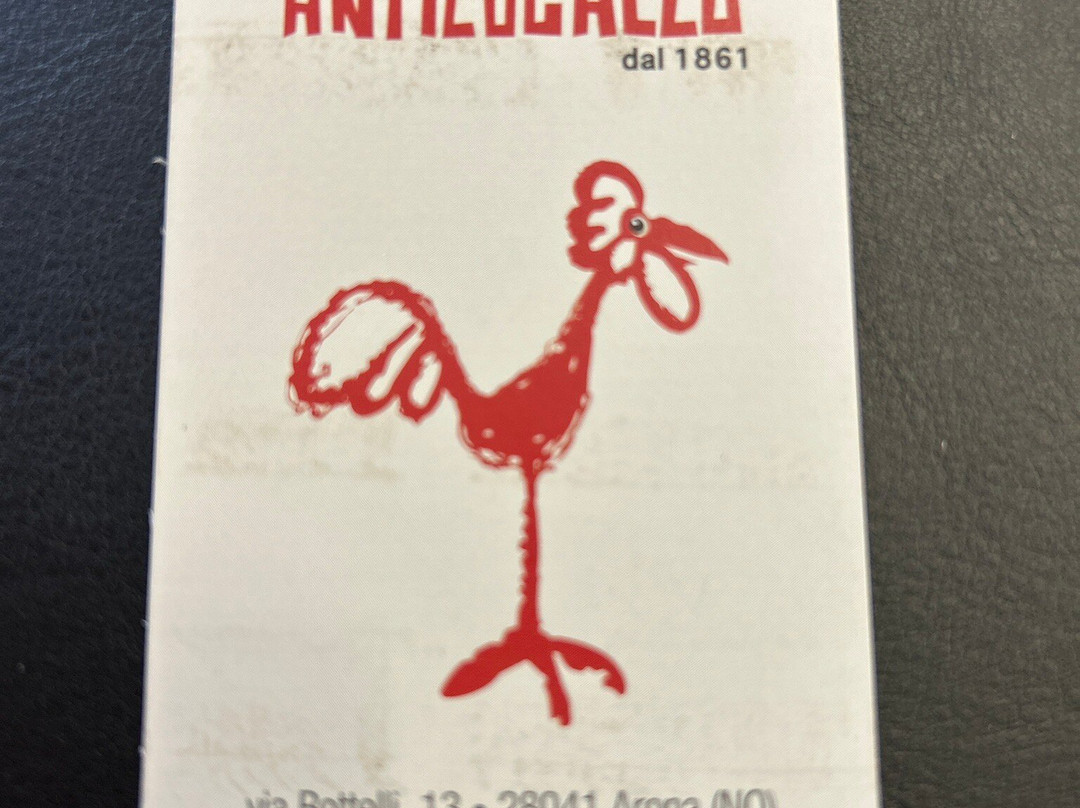 ANTICOGALLO
dal 1861
via Bottelli, 13 - 28041 Arona (NO)